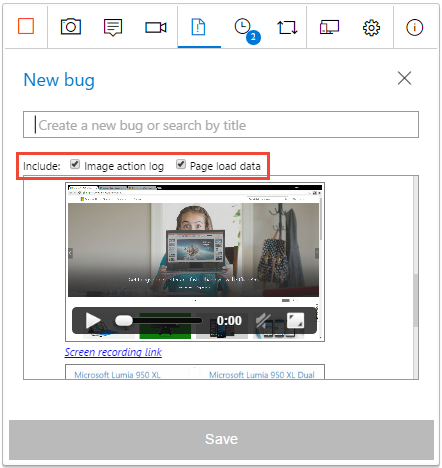 2
New bug
Create a new bug or search by title
Include: Image action log Page load data
0:00
Screen recording link
Microsoft Lumia 950 XL Microsoft Lumia 950 XL Dual
Save